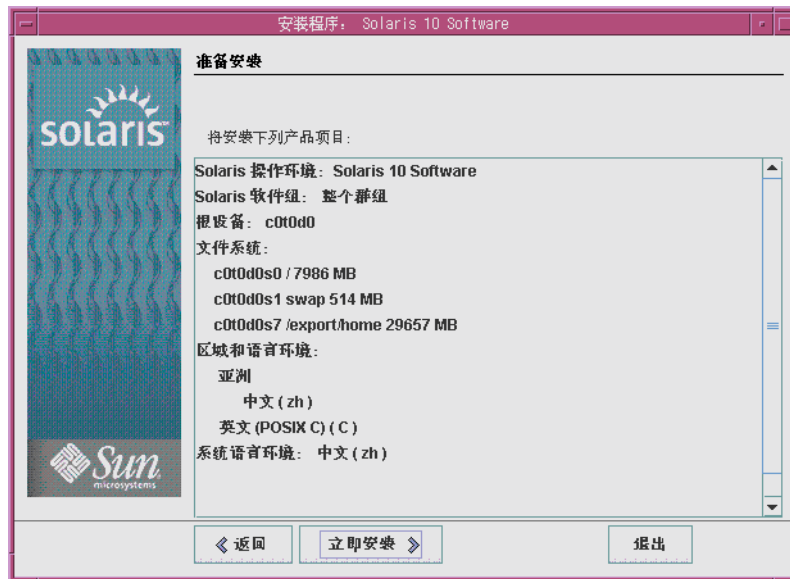 安装程序: Solaris 10 Software
准备安装
solaris
将安装下列产品项目:
Solaris 操作环境: Solaris 10 Software
Solaris 软件组: 整个群组
根设备: c0t0d0
文件系统:
c0t0d0s0 / 7986 MB
c0t0d0s1 swap 514 MB
c0t0d0s7 /export/home 29657 MB
区域和语言环境:
亚洲
中文 ( zh )
英文 (POSIX C) ( C )
系统语言环境: 中文 ( zh )
Sun
microsystems
返回
立即安装
退出